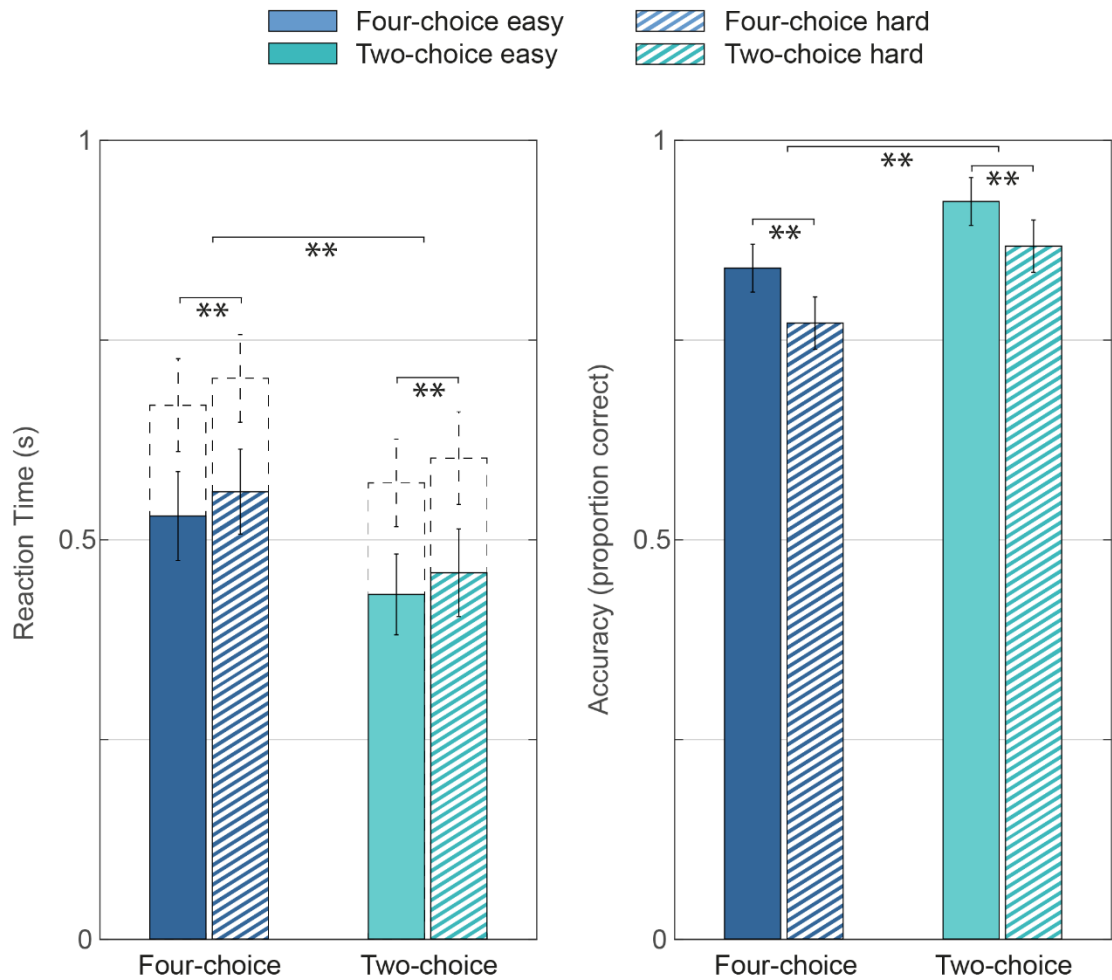 Four-choice easy
Four-choice hard
Two-choice easy
Two-choice hard
Reaction Time (s)
1
0.5
0
**
**
**
Four-choice
Two-choice
Accuracy (proportion correct)
1
0.5
0
**
**
**
Four-choice
Two-choice